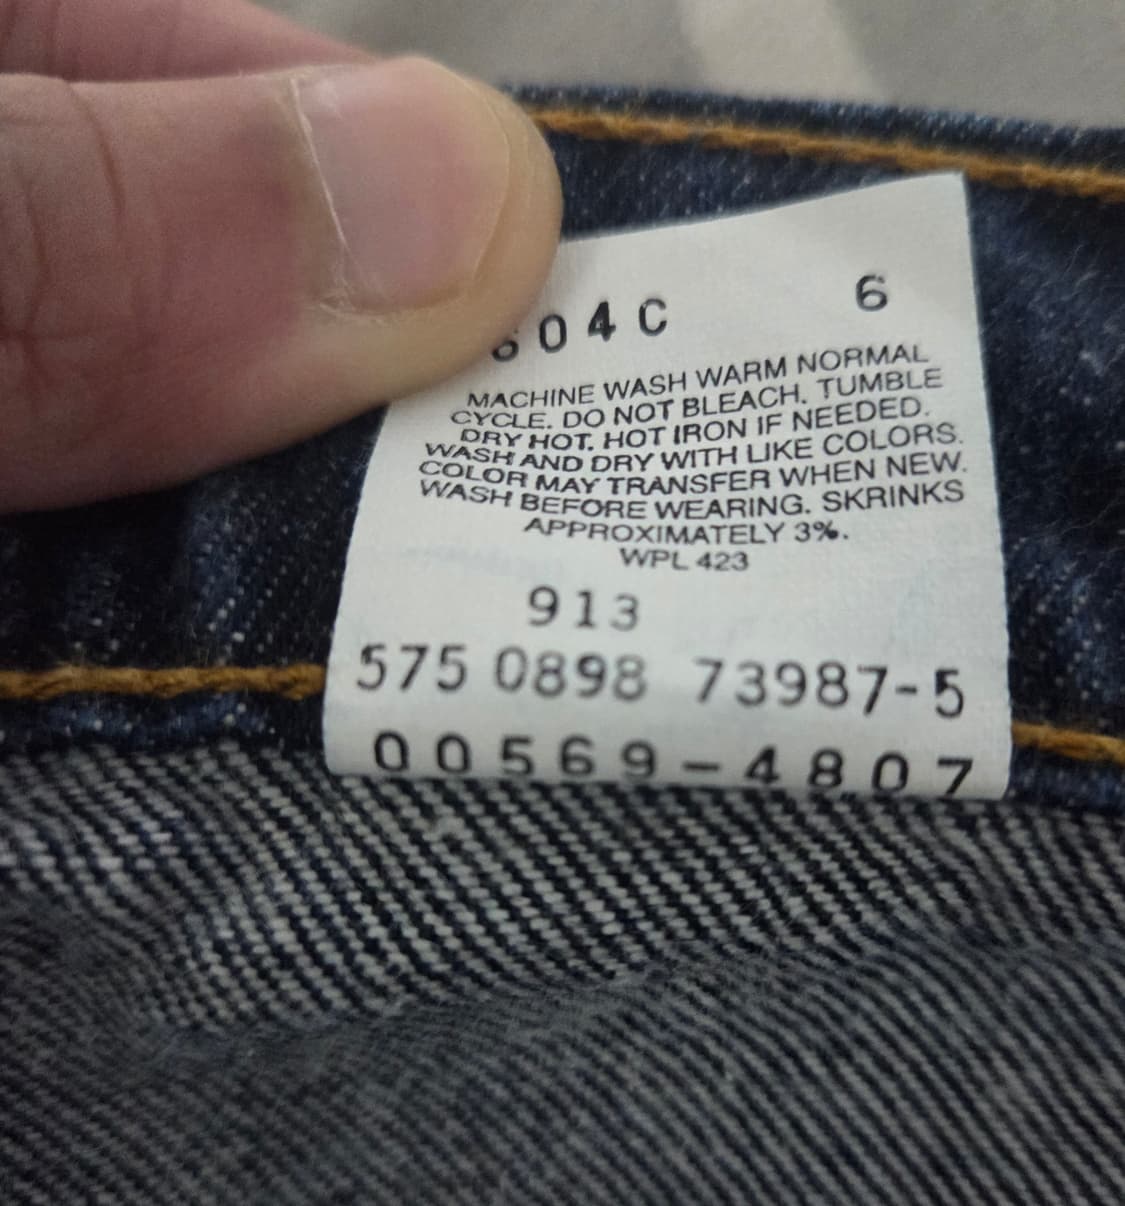 04C 6
MACHINE WASH WARM NORMAL
CYCLE. DO NOT BLEACH. TUMBLE
DRY HOT. HOT IRON IF NEEDED.
WASH AND DRY WITH LIKE COLORS.
COLOR MAY TRANSFER WHEN NEW.
WASH BEFORE WEARING. SKRINKS
APPROXIMATELY 3%.
WPL 423
913
575 0898 73987-5
00569-4807